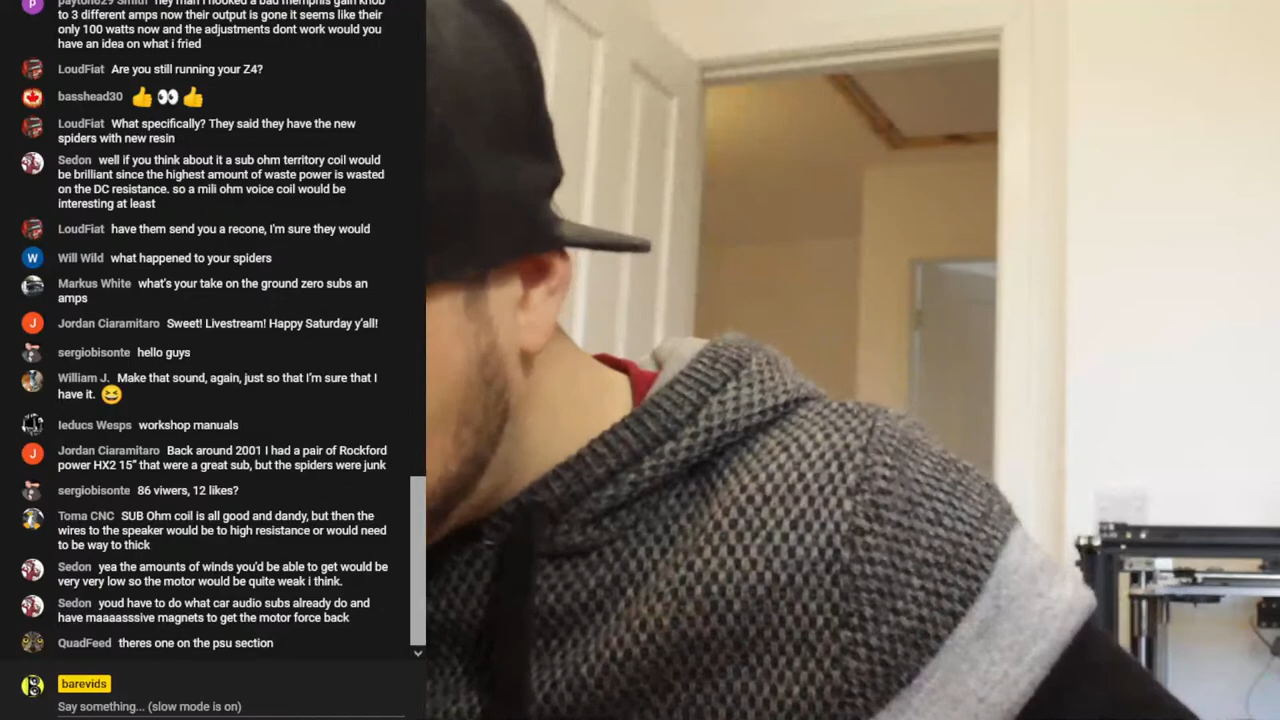 payton629 Smith hey man i hooked a bad memphis gain knob
to 3 different amps now their output is gone it seems like their
only 100 watts now and the adjustments dont work would you
have an idea on what i fried
LoudFiat Are you still running your Z4?
basshead30 👍👀👍
LoudFiat What specifically? They said they have the new
spiders with new resin
Sedon well if you think about it a sub ohm territory coil would
be brilliant since the highest amount of waste power is wasted
on the DC resistance. so a mili ohm voice coil would be
interesting at least
LoudFiat have them send you a recone, I'm sure they would
W Will Wild what happened to your spiders
Markus White what's your take on the ground zero subs an
amps
J Jordan Ciaramitaro Sweet! Livestream! Happy Saturday y'all!
sergiobisonte hello guys
William J. Make that sound, again, just so that I'm sure that I
have it. 😆
Ieducs Wesps workshop manuals
J Jordan Ciaramitaro Back around 2001 I had a pair of Rockford
power HX2 15" that were a great sub, but the spiders were junk
sergiobisonte 86 viwers, 12 likes?
Toma CNC SUB Ohm coil is all good and dandy, but then the
wires to the speaker would be to high resistance or would need
to be way to thick
Sedon yea the amounts of winds you'd be able to get would be
very very low so the motor would be quite weak i think.
Sedon youd have to do what car audio subs already do and
have maaaasssive magnets to get the motor force back
QuadFeed theres one on the psu section
barevids
Say something... (slow mode is on)